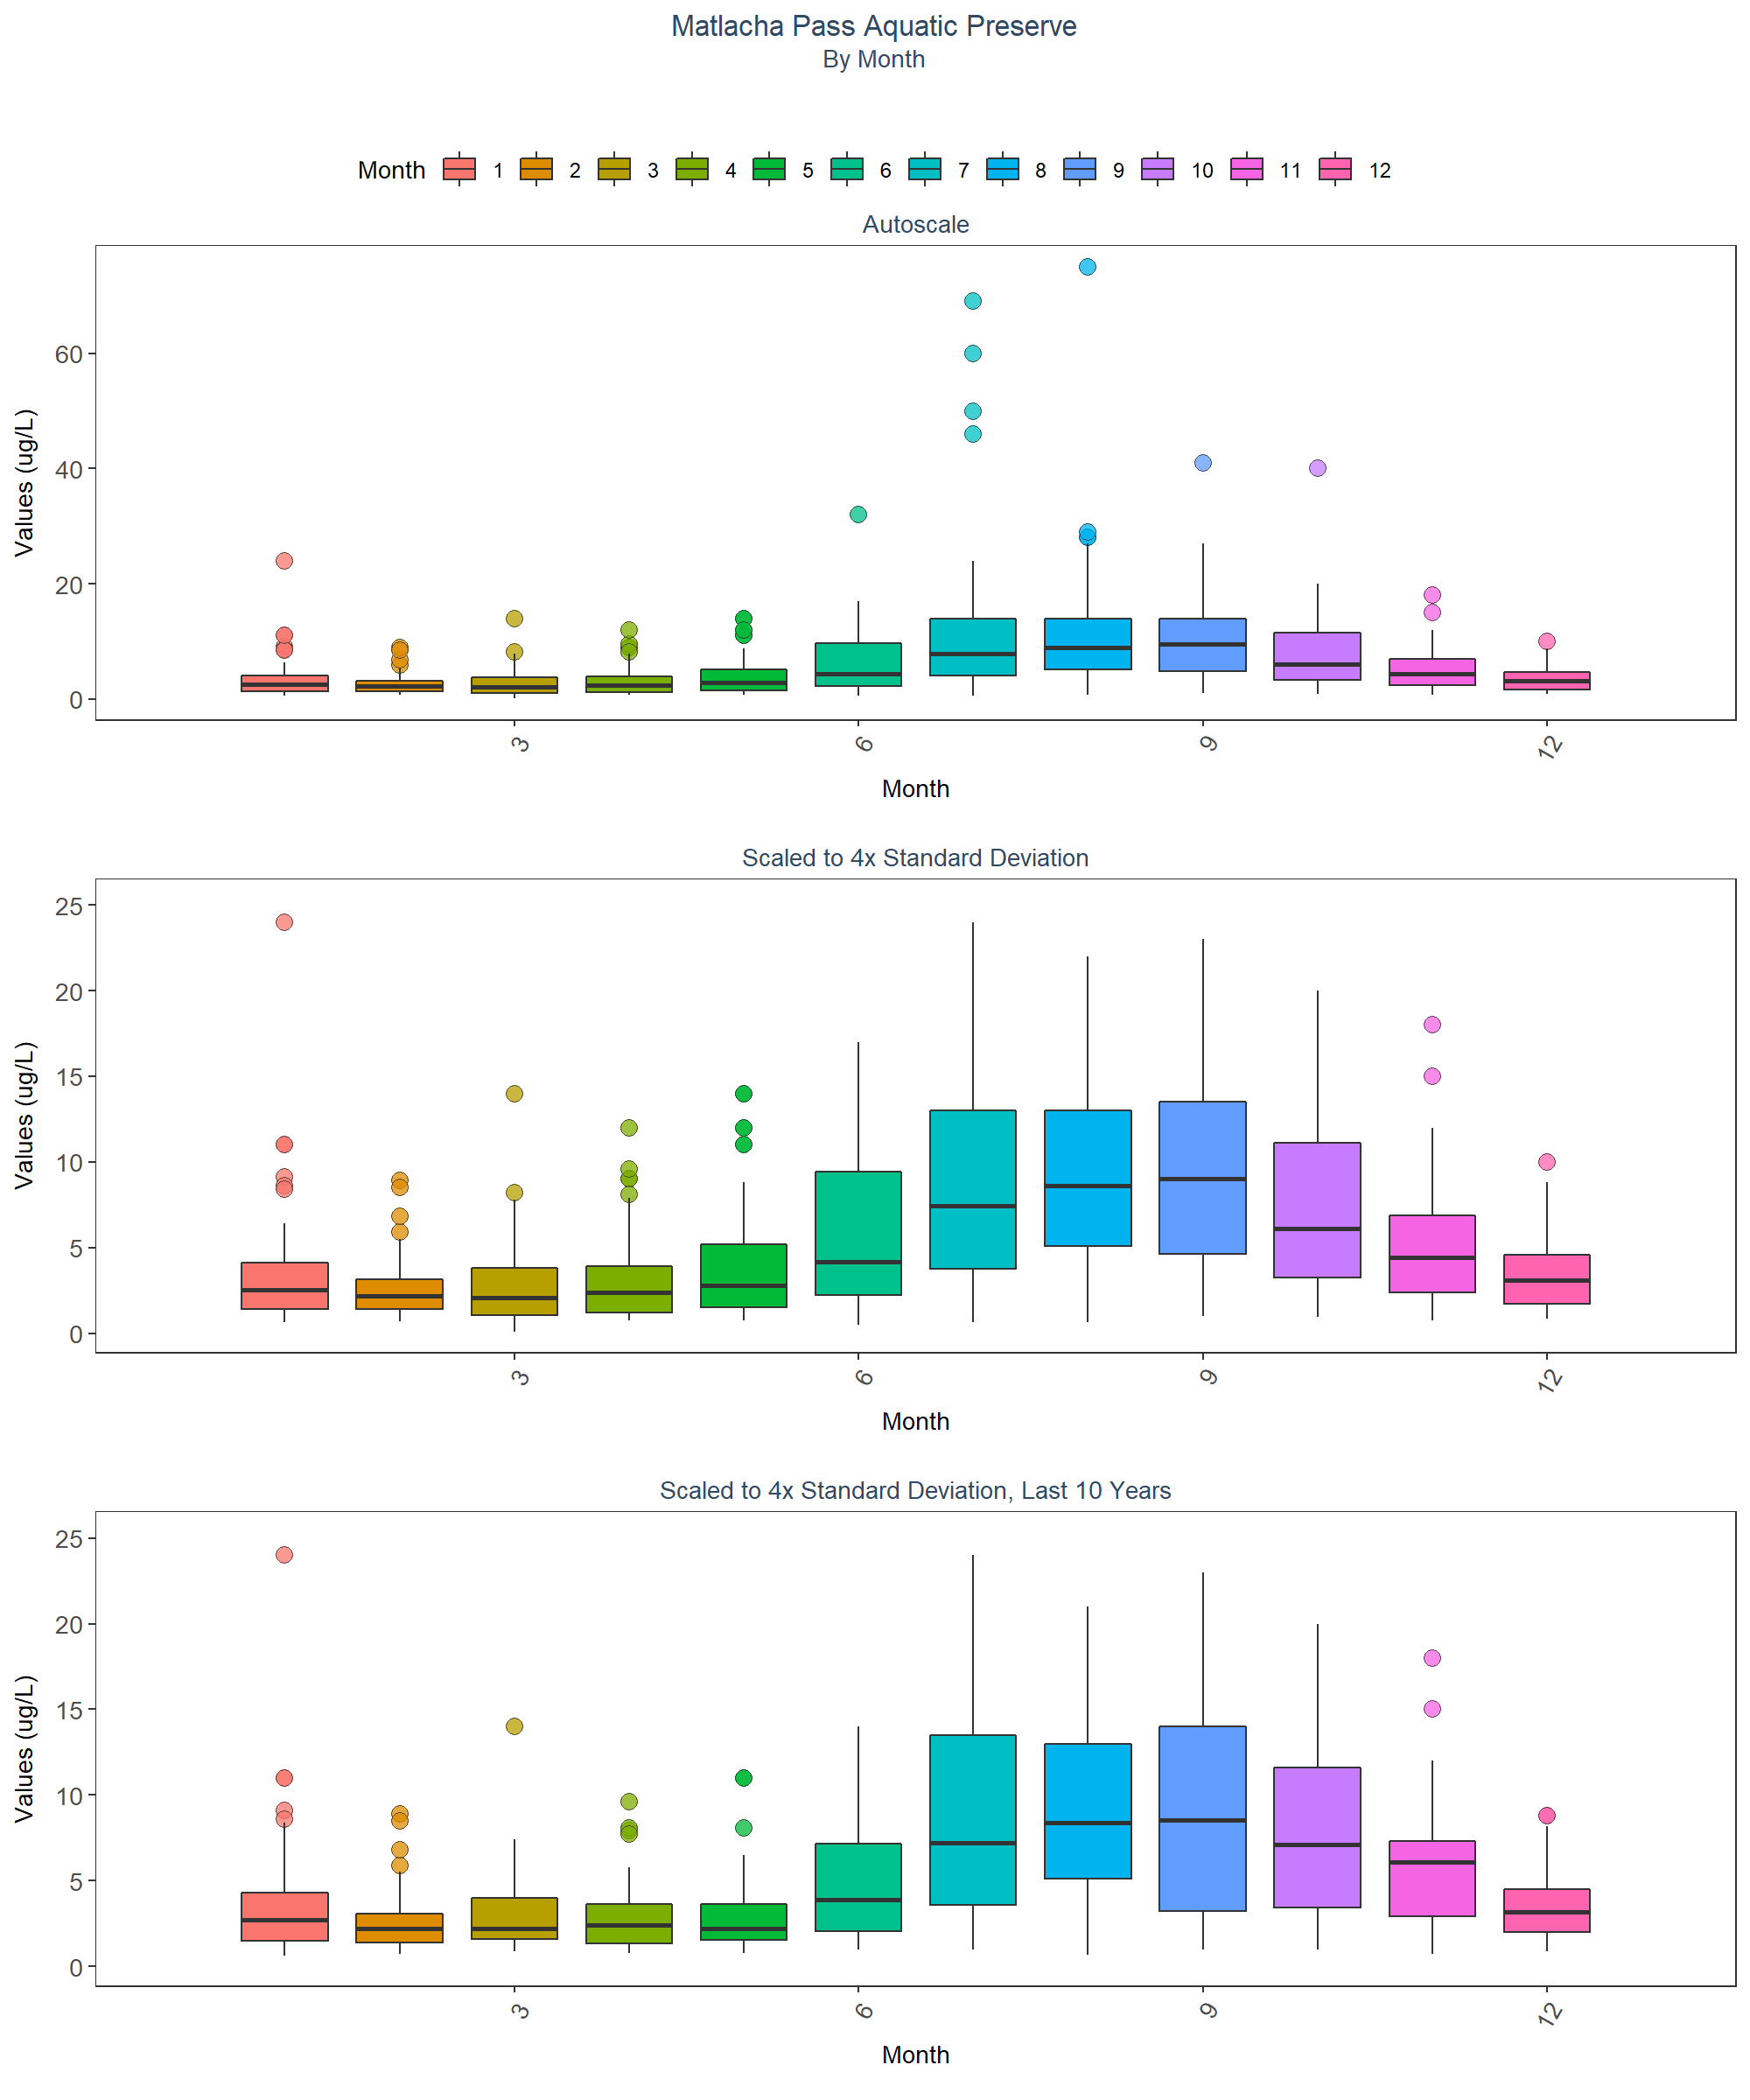 Matlacha Pass Aquatic Preserve
By Month
Month 1 2 3 4 5 6 7 8 9 10 11 12
Autoscale
Values (ug/L)
60
40
20
0
3 6 9 12
Month
Scaled to 4x Standard Deviation
Values (ug/L)
25
20
15
10
5
0
3 6 9 12
Month
Scaled to 4x Standard Deviation, Last 10 Years
Values (ug/L)
25
20
15
10
5
0
3 6 9 12
Month